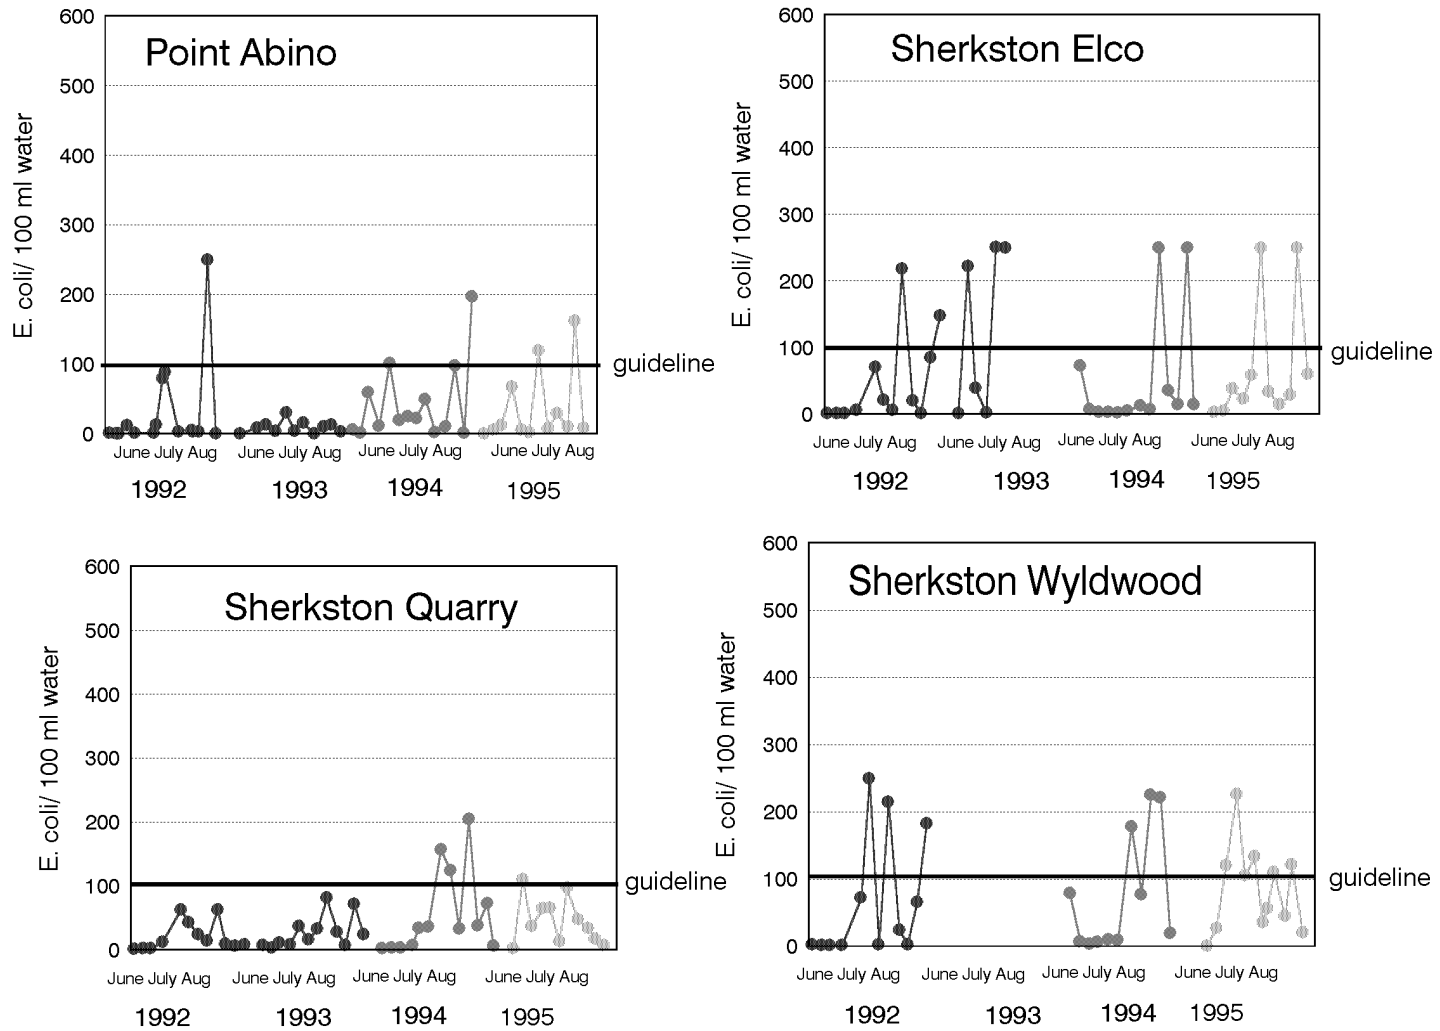 Point Abino
E. coli/ 100 ml water
600
500
400
300
200
100
0
guideline
June July Aug June July Aug June July Aug June July Aug
1992 1993 1994 1995
Sherkston Elco
E. coli/ 100 ml water
600
500
400
300
200
100
0
guideline
June July Aug June July Aug June July Aug June July Aug
1992 1993 1994 1995
Sherkston Quarry
E. coli/ 100 ml water
600
500
400
300
200
100
0
guideline
June July Aug June July Aug June July Aug June July Aug
1992 1993 1994 1995
Sherkston Wyldwood
E. coli/ 100 ml water
600
500
400
300
200
100
0
guideline
June July Aug June July Aug June July Aug June July Aug
1992 1993 1994 1995